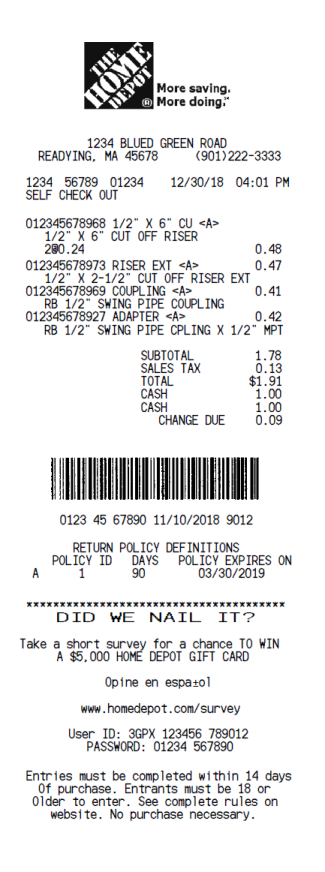 THE
HOME
DEPOT
®
More saving.
More doing.™
1234 BLUED GREEN ROAD
READYING, MA 45678 (901)222-3333
1234 56789 01234 12/30/18 04:01 PM
SELF CHECK OUT
012345678968 1/2" X 6" CU <A>
1/2" X 6" CUT OFF RISER
2@0.24 0.48
012345678973 RISER EXT <A> 0.47
1/2 X 2-1/2" CUT OFF RISER EXT
012345678969 COUPLING <A> 0.41
RB 1/2" SWING PIPE COUPLING
012345678927 ADAPTER <A> 0.42
RB 1/2" SWING PIPE CPLING X 1/2" MPT
SUBTOTAL 1.78
SALES TAX 0.13
TOTAL $1.91
CASH 1.00
CASH 1.00
CHANGE DUE 0.09
0123 45 67890 11/10/2018 9012
RETURN POLICY DEFINITIONS
POLICY ID DAYS POLICY EXPIRES ON
A 1 90 03/30/2019
****************************************
DID WE NAIL IT?
Take a short survey for a chance TO WIN
A $5,000 HOME DEPOT GIFT CARD
Opine en espa±ol
www.homedepot.com/survey
User ID: 3GPX 123456 789012
PASSWORD: 01234 567890
Entries must be completed within 14 days
Of purchase. Entrants must be 18 or
Older to enter. See complete rules on
website. No purchase necessary.